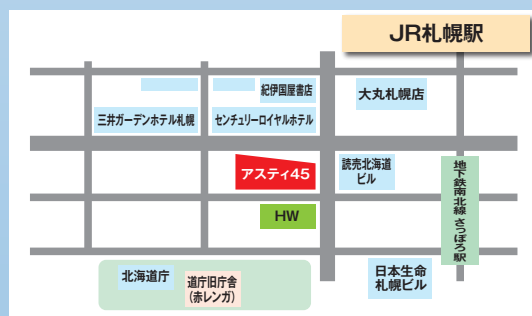 JR札幌駅
紀伊国屋書店
大丸札幌店
三井ガーデンホテル札幌
センチュリーロイヤルホテル
アスティ45
読売北海道
ビル
地下鉄南北線 さっぽろ駅
HW
北海道庁
道庁旧庁舎
(赤レンガ)
日本生命
札幌ビル